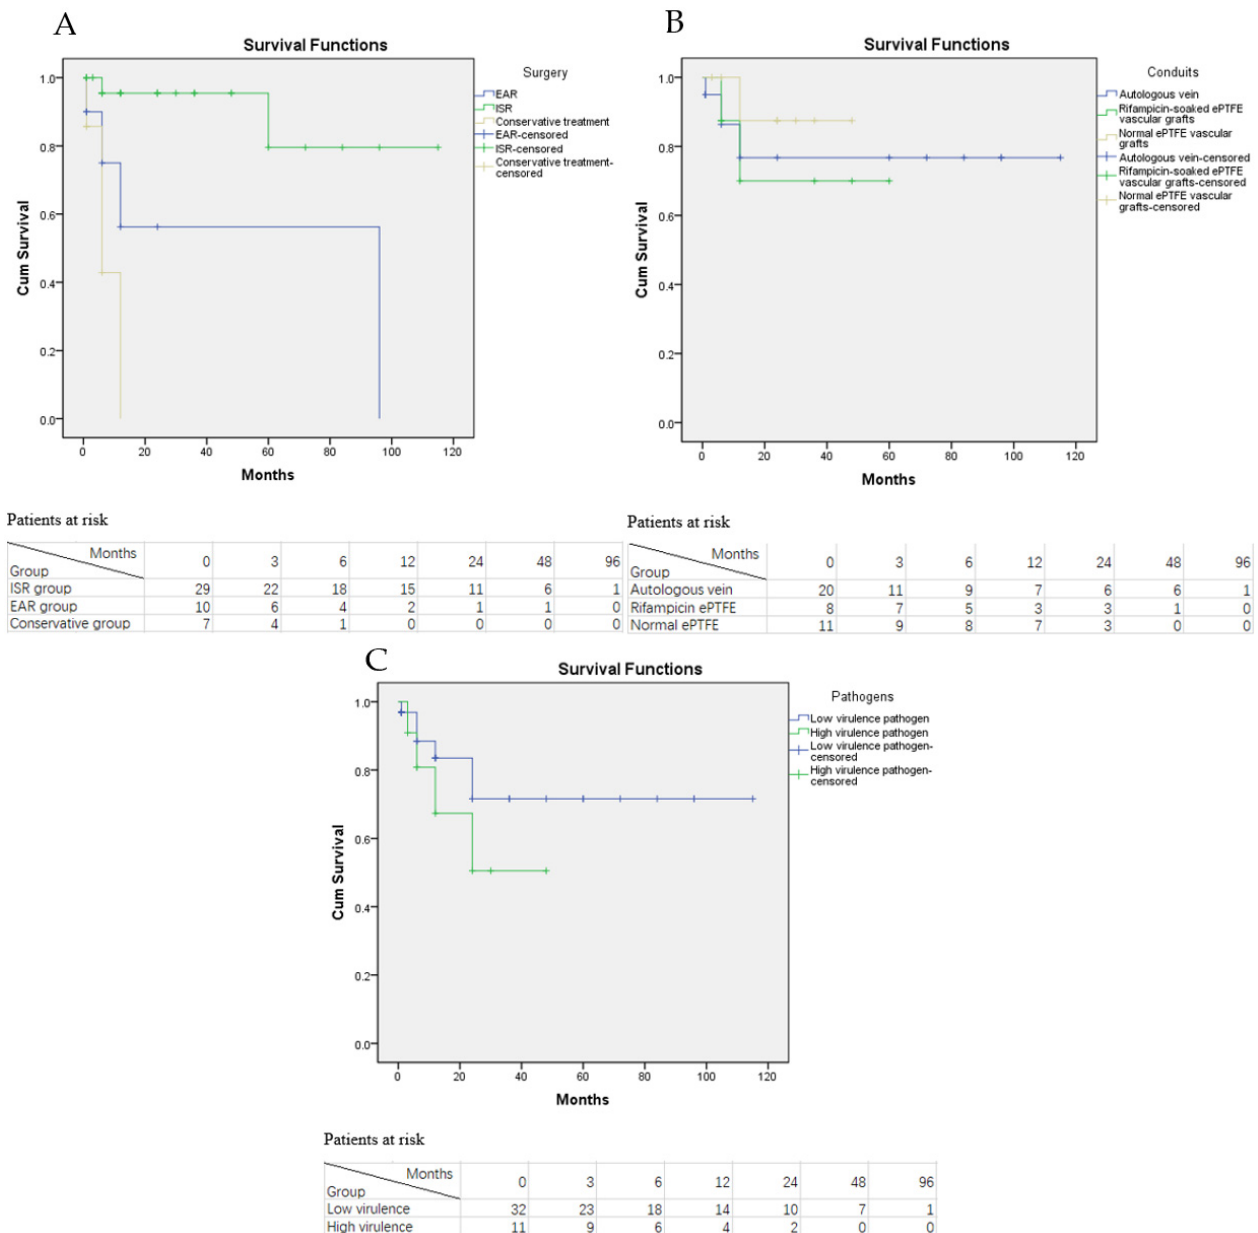 A
Survival Functions
Surgery
EAR
ISR
Conservative treatment
EAR-censored
ISR-censored
Conservative treatment-
censored
1.0
0.8
0.6
0.4
0.2
0.0
Cum Survival
0 20 40 60 80 100 120
Months
B
Survival Functions
Conduits
Autologous vein
Rifampicin-soaked ePTFE
vascular grafts
Normal ePTFE vascular
grafts
Autologous vein-censored
Rifampicin-soaked ePTFE
vascular grafts-censored
Normal ePTFE vascular
grafts-censored
1.0
0.8
0.6
0.4
0.2
0.0
Cum Survival
0 20 40 60 80 100 120
Months
Patients at risk
Months 0 3 6 12 24 48 96
Group
ISR group 29 22 18 15 11 6 1
EAR group 10 6 4 2 1 1 0
Conservative group 7 4 1 0 0 0 0
Patients at risk
Months 0 3 6 12 24 48 96
Group
Autologous vein 20 11 9 7 6 6 1
Rifampicin ePTFE 8 7 5 3 3 1 0
Normal ePTFE 11 9 8 7 3 0 0
C
Survival Functions
Pathogens
Low virulence pathogen
High virulence pathogen
Low virulence pathogen-
censored
High virulence pathogen-
censored
1.0
0.8
0.6
0.4
0.2
0.0
Cum Survival
0 20 40 60 80 100 120
Months
Patients at risk
Months 0 3 6 12 24 48 96
Group
Low virulence 32 23 18 14 10 7 1
High virulence 11 9 6 4 2 0 0